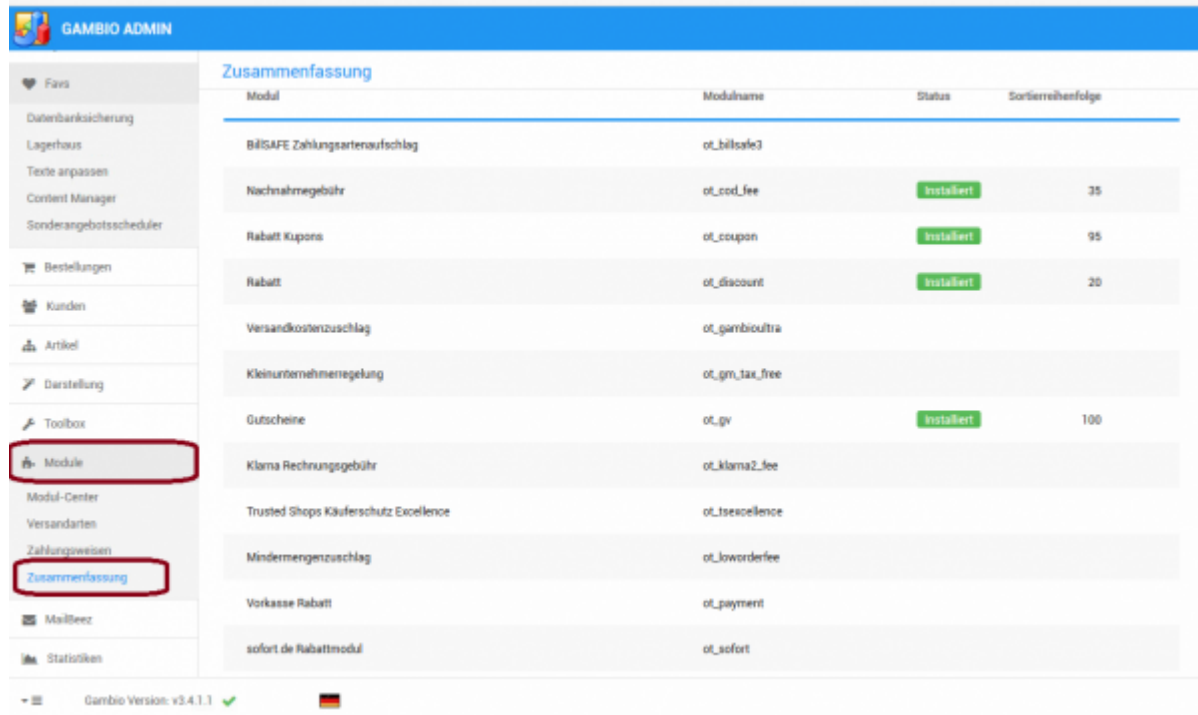 GAMBIO ADMIN
Favs
Datenbanksicherung
Lagerhaus
Texte anpassen
Content Manager
Sonderangebotsscheduler
Bestellungen
Kunden
Artikel
Darstellung
Toolbox
Module
Modul-Center
Versandarten
Zahlungsweisen
Zusammenfassung
MailBeez
Statistiken
Zusammenfassung
Modul Modulname Status Sortierreihenfolge
BillSAFE Zahlungsartenaufschlag ot_billsafe3
Nachnahmegebühr ot_cod_fee Installiert 35
Rabatt Kupons ot_coupon Installiert 95
Rabatt ot_discount Installiert 20
Versandkostenzuschlag ot_gambioultra
Kleinunternehmerregelung ot_gm_tax_free
Gutscheine ot_gv Installiert 100
Klarna Rechnungsgebühr ot_klarna2_fee
Trusted Shops Käuferschutz Excellence ot_tsexcellence
Mindermengenzuschlag ot_loworderfee
Vorkasse Rabatt ot_payment
sofort.de Rabattmodul ot_sofort
Gambio Version: v3.4.1.1